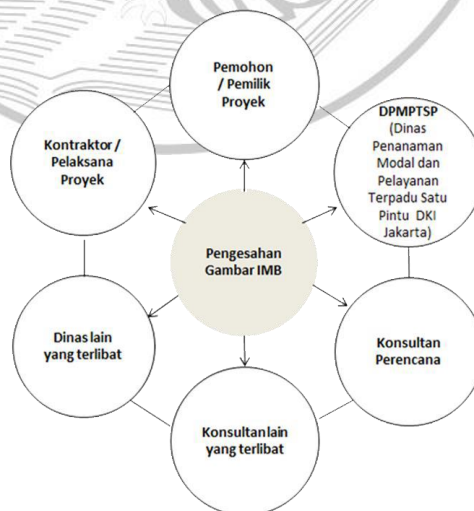 Pemohon
/ Pemilik
Proyek
DPMPTSP
(Dinas
Penanaman
Modal dan
Pelayanan
Terpadu Satu
Pintu DKI
Jakarta)
Kontraktor /
Pelaksana
Proyek
Pengesahan
Gambar IMB
Dinas lain
yang terlibat
Konsultan
Perencana
Konsultan lain
yang terlibat